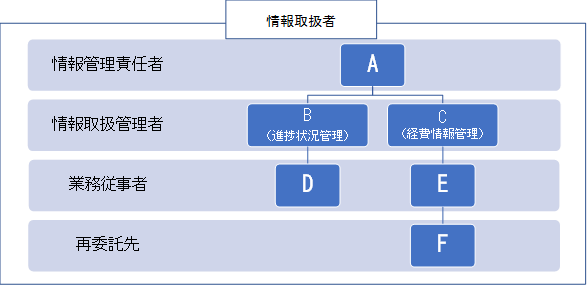 情報取扱者
情報管理責任者
A
情報取扱管理者
B
（進捗状況管理）
C
（経費情報管理）
業務従事者
D
E
再委託先
F